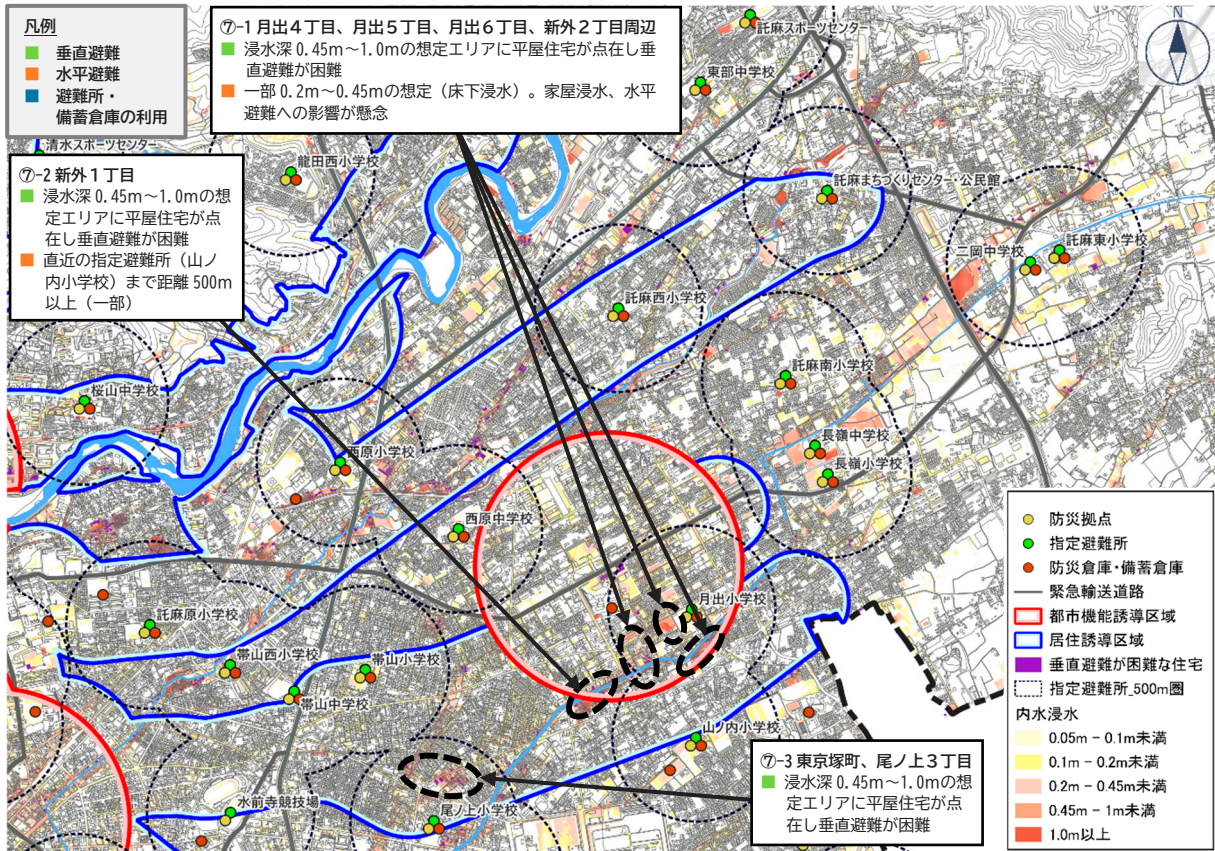 凡例
垂直避難
水平避難
避難所・
備蓄倉庫の利用
⑦-1 月出４丁目、月出５丁目、月出６丁目、新外２丁目周辺
浸水深 0.45m～1.0mの想定エリアに平屋住宅が点在し垂
直避難が困難
一部 0.2m～0.45mの想定（床下浸水）。家屋浸水、水平
避難への影響が懸念
⑦-2 新外１丁目
浸水深 0.45m～1.0mの想
定エリアに平屋住宅が点
在し垂直避難が困難
直近の指定避難所（山ノ
内小学校）まで距離 500m
以上（一部）
託麻スポーツセンター
東部中学校
清水スポーツセンター
龍田西小学校
託麻まちづくりセンター・公民館
二岡中学校
託麻東小学校
託麻西小学校
託麻南小学校
桜山中学校
長嶺中学校
西原小学校
長嶺小学校
西原中学校
月出小学校
託麻原小学校
帯山西小学校
帯山小学校
帯山中学校
山ノ内小学校
水前寺競技場
尾ノ上小学校
⑦-3 東京塚町、尾ノ上３丁目
浸水深 0.45m～1.0mの想
定エリアに平屋住宅が点
在し垂直避難が困難
防災拠点
指定避難所
防災倉庫・備蓄倉庫
緊急輸送道路
都市機能誘導区域
居住誘導区域
垂直避難が困難な住宅
指定避難所_500m圏
内水浸水
0.05m − 0.1m未満
0.1m − 0.2m未満
0.2m − 0.45m未満
0.45m − 1m未満
1.0m以上